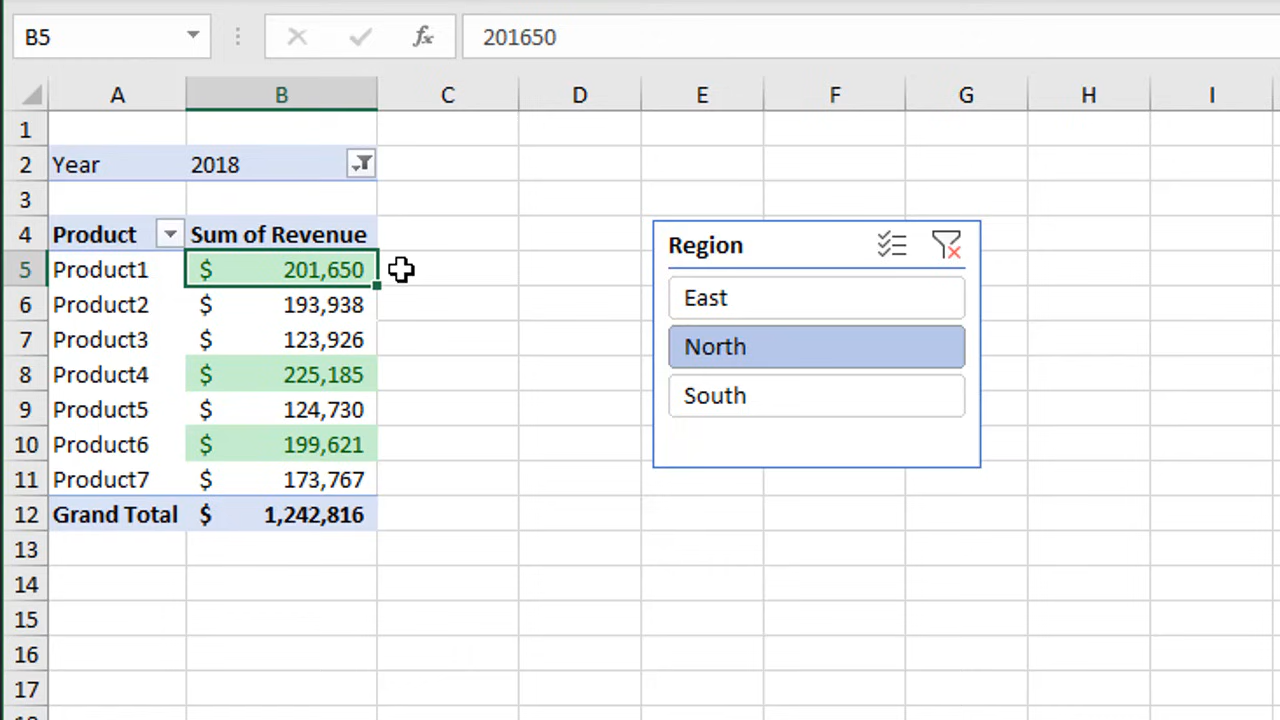 B5 fx 201650
A B C D E F G H I
1
2 Year 2018
3
4 Product Sum of Revenue
5 Product1 $ 201,650
6 Product2 $ 193,938
7 Product3 $ 123,926
8 Product4 $ 225,185
9 Product5 $ 124,730
10 Product6 $ 199,621
11 Product7 $ 173,767
12 Grand Total $ 1,242,816
13
14
15
16
17
Region
East
North
South